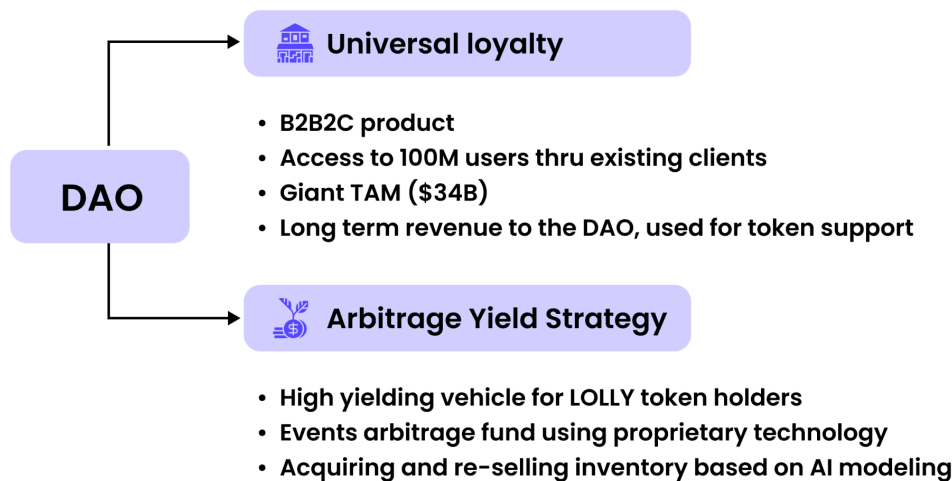 Universal loyalty
• B2B2C product
• Access to 100M users thru existing clients
• Giant TAM ($34B)
• Long term revenue to the DAO, used for token support
DAO
Arbitrage Yield Strategy
• High yielding vehicle for LOLLY token holders
• Events arbitrage fund using proprietary technology
• Acquiring and re-selling inventory based on AI modeling